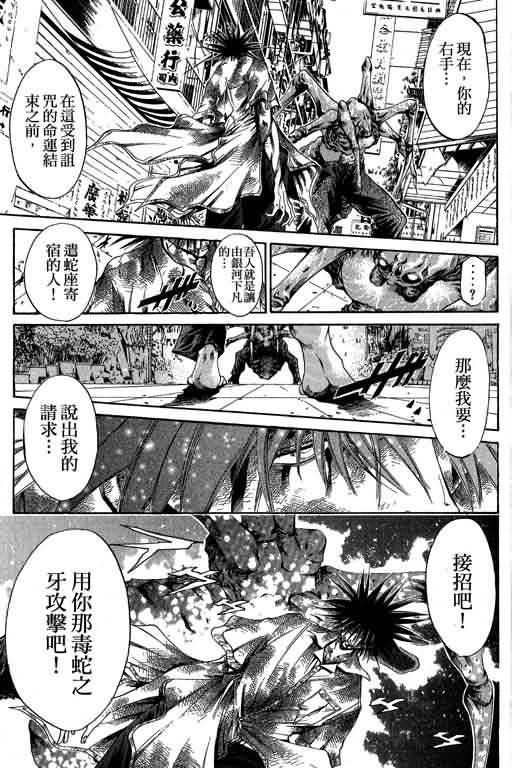 現在，你的
右手…
在這受到詛
咒的命運結
束之前，
…？
吾人就是讓
由銀河下凡
的…
遣蛇座寄
宿的人！
那麼我要…
說出我的
請求…
接招吧！
用你那毒蛇之
牙攻擊吧！
藥行